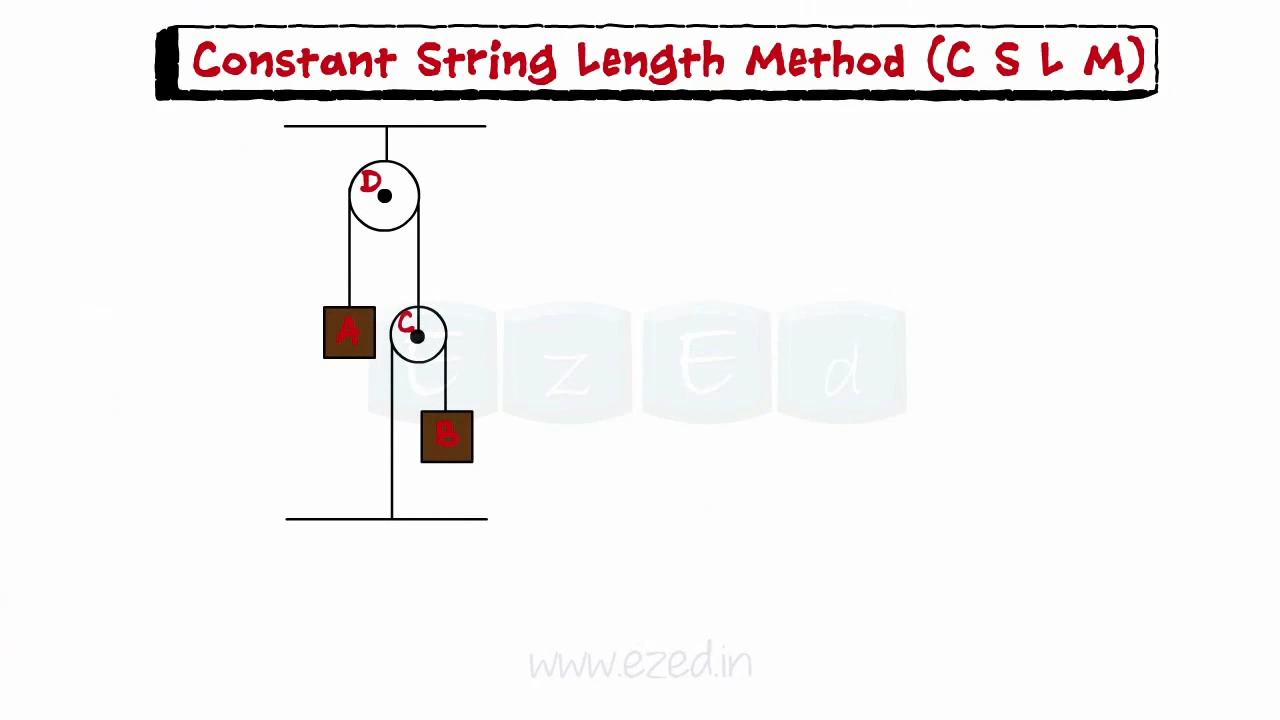 Constant String Length Method (C S L M)
D
A
C
B
E z E d
www.ezed.in